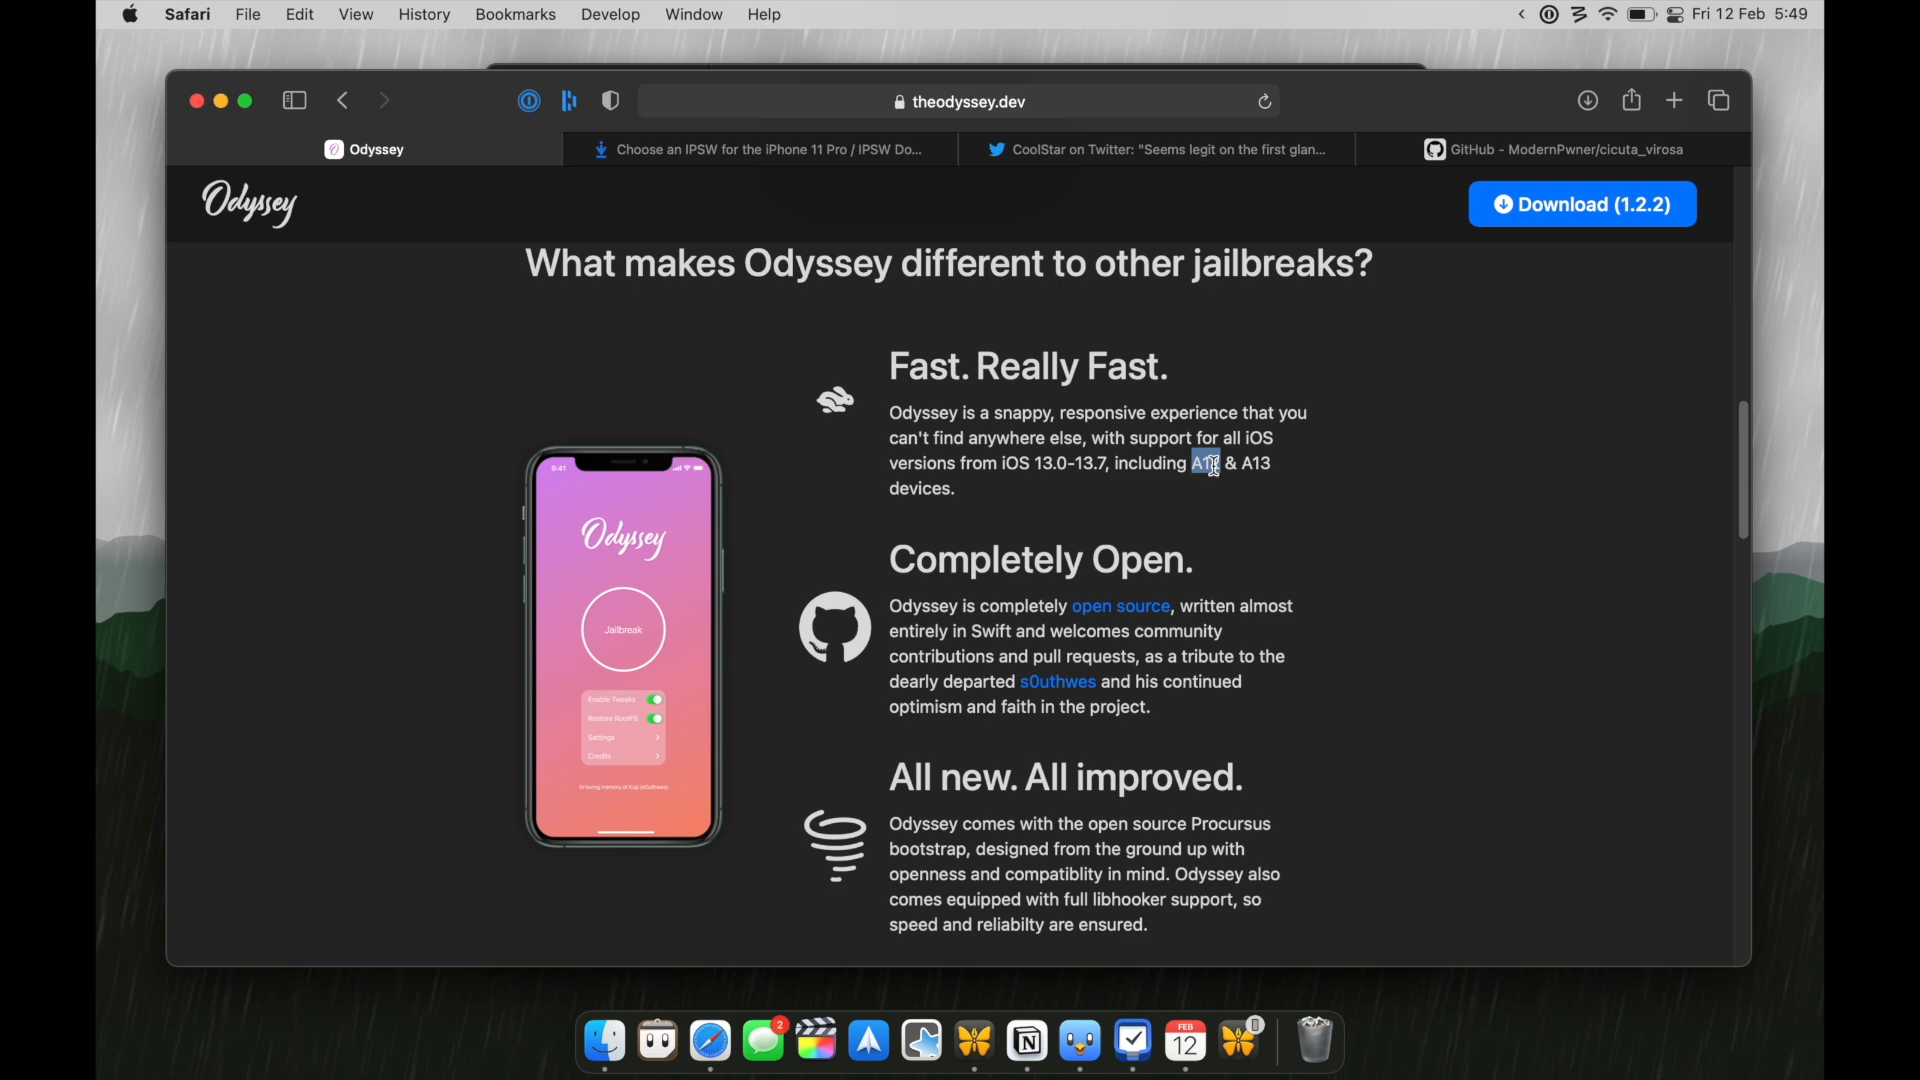 Safari File Edit View History Bookmarks Develop Window Help Fri 12 Feb 5:49
theodyssey.dev
Odyssey Choose an IPSW for the iPhone 11 Pro / IPSW Do... CoolStar on Twitter: "Seems legit on the first glan... GitHub - ModernPwner/cicuta_virosa
Odyssey Download (1.2.2)
What makes Odyssey different to other jailbreaks?
Fast. Really Fast.
Odyssey is a snappy, responsive experience that you
can't find anywhere else, with support for all iOS
versions from iOS 13.0-13.7, including & A13
devices.
9:41
Odyssey
Jailbreak
Enable Tweaks
Restore RootFS
Settings
Credits
In loving memory of Kup (s0uthwes)
Completely Open.
Odyssey is completely open source, written almost
entirely in Swift and welcomes community
contributions and pull requests, as a tribute to the
dearly departed s0uthwes and his continued
optimism and faith in the project.
All new. All improved.
Odyssey comes with the open source Procursus
bootstrap, designed from the ground up with
openness and compatiblity in mind. Odyssey also
comes equipped with full libhooker support, so
speed and reliabilty are ensured.
2
FEB
12